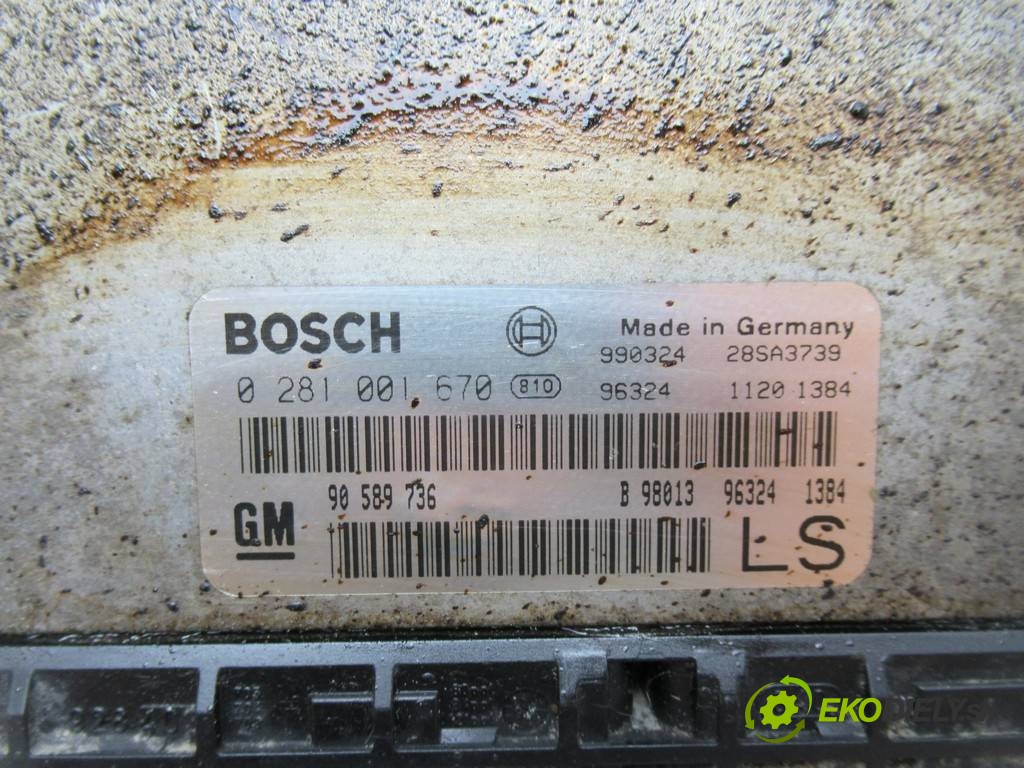 BOSCH Made in Germany
990324 28SA3739
0 281 001 670 810 96324 1120 1384
90 589 736 B 98013 96324 1384
GM LS
EKODIELY